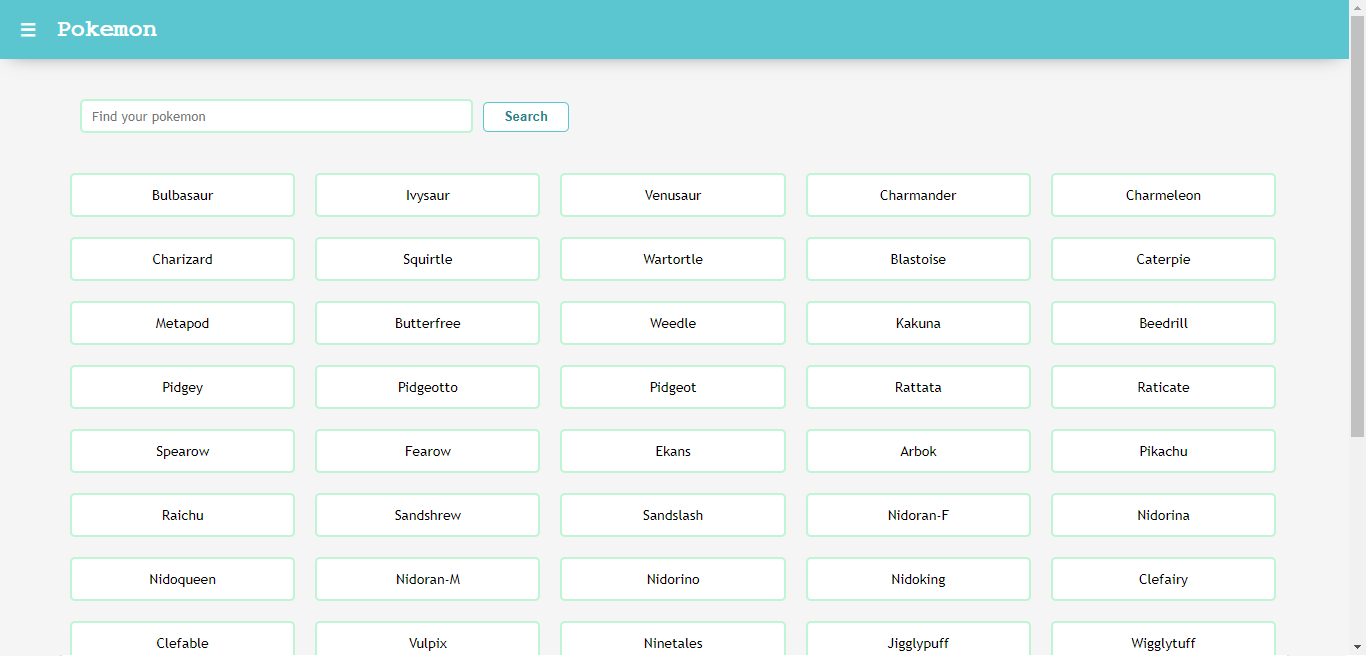 Pokemon
Find your pokemon Search
Bulbasaur Ivysaur Venusaur Charmander Charmeleon
Charizard Squirtle Wartortle Blastoise Caterpie
Metapod Butterfree Weedle Kakuna Beedrill
Pidgey Pidgeotto Pidgeot Rattata Raticate
Spearow Fearow Ekans Arbok Pikachu
Raichu Sandshrew Sandslash Nidoran-F Nidorina
Nidoqueen Nidoran-M Nidorino Nidoking Clefairy
Clefable Vulpix Ninetales Jigglypuff Wigglytuff